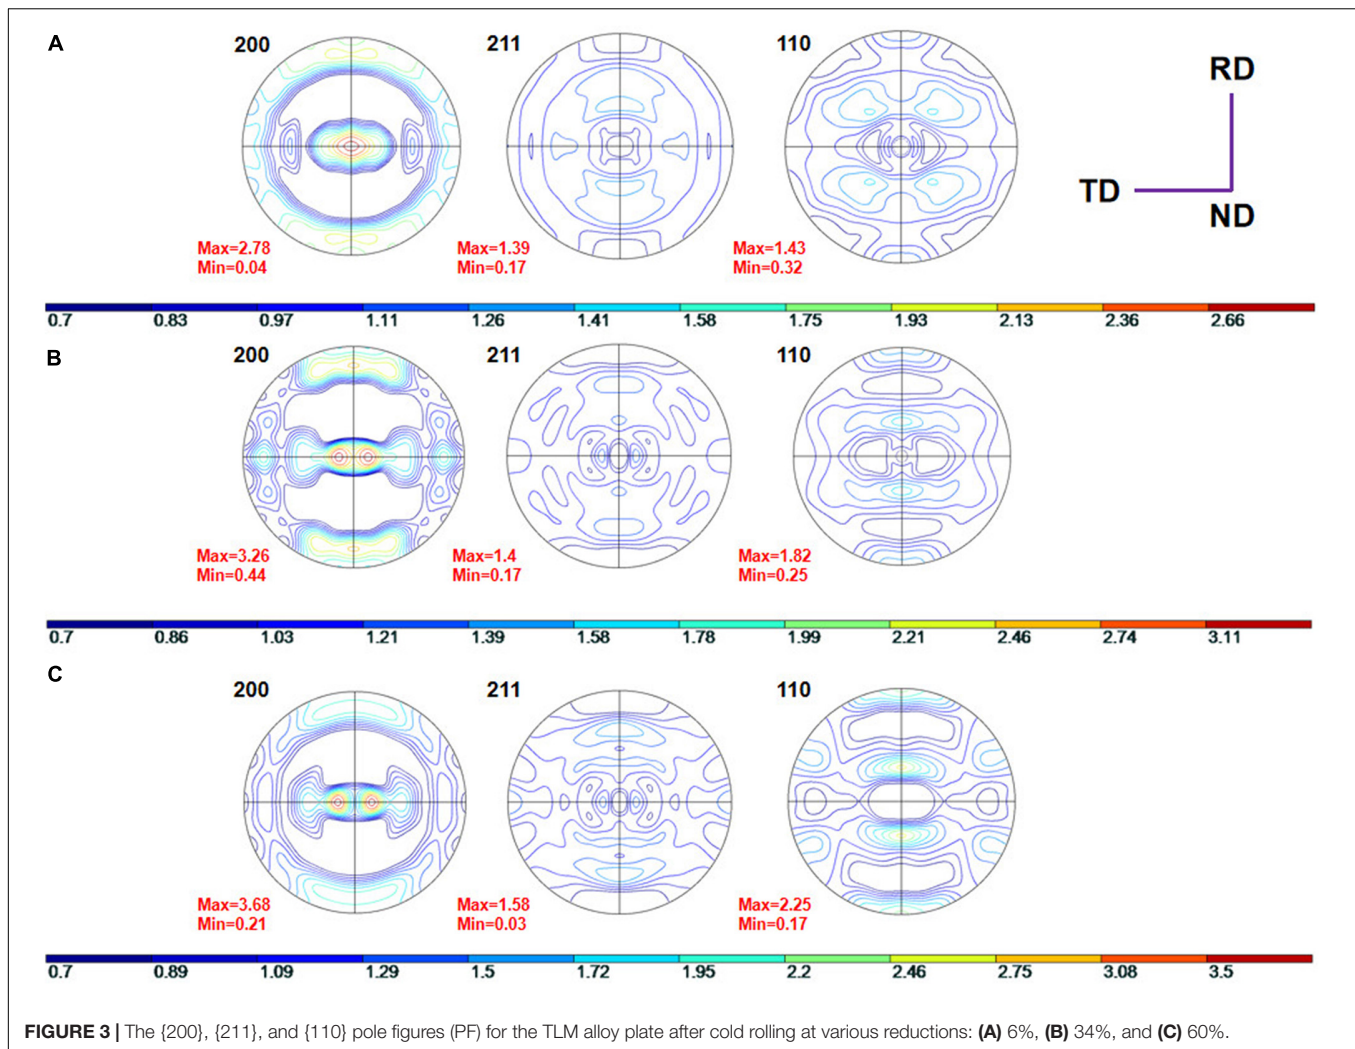 A
200
211
110
RD
TD
ND
Max=2.78
Min=0.04
Max=1.39
Min=0.17
Max=1.43
Min=0.32
0.7 0.83 0.97 1.11 1.26 1.41 1.58 1.75 1.93 2.13 2.36 2.66
B
200
211
110
Max=3.26
Min=0.44
Max=1.4
Min=0.17
Max=1.82
Min=0.25
0.7 0.86 1.03 1.21 1.39 1.58 1.78 1.99 2.21 2.46 2.74 3.11
C
200
211
110
Max=3.68
Min=0.21
Max=1.58
Min=0.03
Max=2.25
Min=0.17
0.7 0.89 1.09 1.29 1.5 1.72 1.95 2.2 2.46 2.75 3.08 3.5
FIGURE 3 | The {200}, {211}, and {110} pole figures (PF) for the TLM alloy plate after cold rolling at various reductions: (A) 6%, (B) 34%, and (C) 60%.